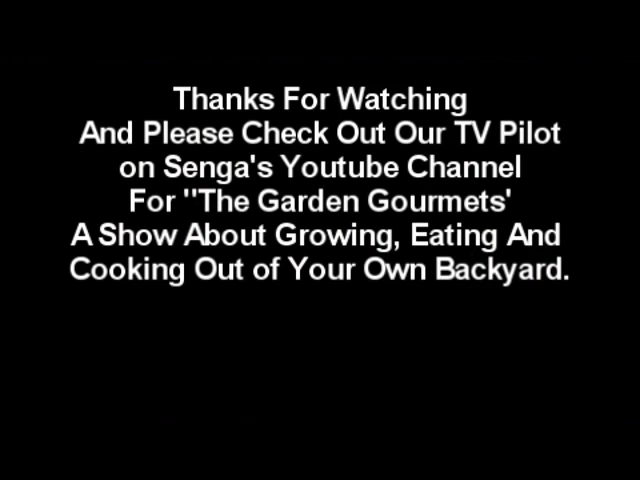 Thanks For Watching
And Please Check Out Our TV Pilot
on Senga's Youtube Channel
For "The Garden Gourmets'
A Show About Growing, Eating And
Cooking Out of Your Own Backyard.